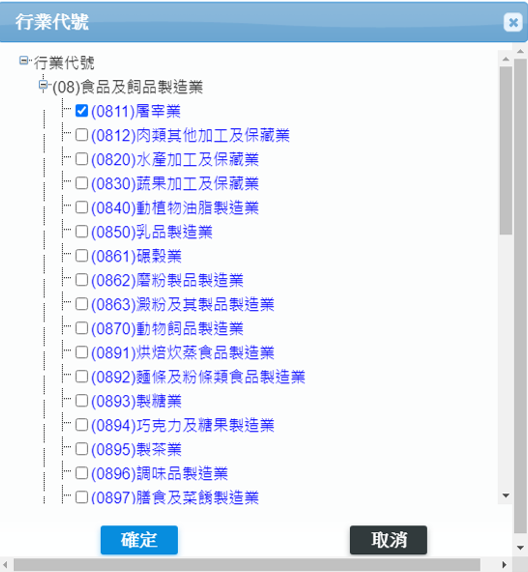 行業代號
行業代號
(08)食品及飼品製造業
(0811)屠宰業
(0812)肉類其他加工及保藏業
(0820)水產加工及保藏業
(0830)蔬果加工及保藏業
(0840)動植物油脂製造業
(0850)乳品製造業
(0861)碾穀業
(0862)磨粉製品製造業
(0863)澱粉及其製品製造業
(0870)動物飼品製造業
(0891)烘焙炊蒸食品製造業
(0892)麵條及粉條類食品製造業
(0893)製糖業
(0894)巧克力及糖果製造業
(0895)製茶業
(0896)調味品製造業
(0897)膳食及菜餚製造業
確定 取消